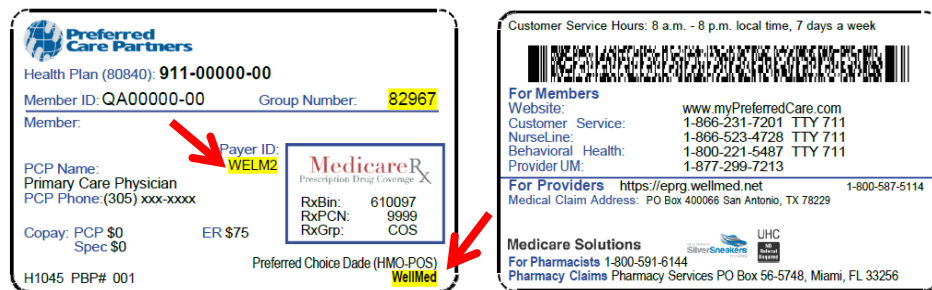 Preferred
Care Partners
Health Plan (80840): 911-00000-00
Member ID: QA00000-00 Group Number: 82967
Member:
Payer ID:
WELM2
PCP Name:
Primary Care Physician
PCP Phone:(305) xxx-xxxx
MedicareRx
Prescription Drug Coverage
RxBin: 610097
RxPCN: 9999
RxGrp: COS
Copay: PCP $0 ER $75
Spec $0
Preferred Choice Dade (HMO-POS)
H1045 PBP# 001 WellMed
Customer Service Hours: 8 a.m. - 8 p.m. local time, 7 days a week
For Members
Website: www.myPreferredCare.com
Customer Service: 1-866-231-7201 TTY 711
NurseLine: 1-866-523-4728 TTY 711
Behavioral Health: 1-800-221-5487 TTY 711
Provider UM: 1-877-299-7213
For Providers https://eprg.wellmed.net 1-800-587-5114
Medical Claim Address: PO Box 400066 San Antonio, TX 78229
Medicare Solutions
SilverSneakers
UHC
No
Referral
Required
For Pharmacists 1-800-591-6144
Pharmacy Claims Pharmacy Services PO Box 56-5748, Miami, FL 33256